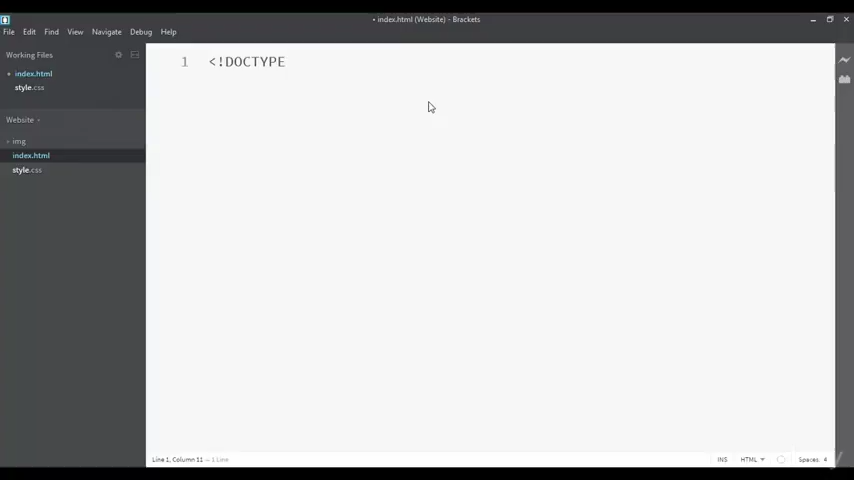 • index.html (Website) - Brackets
File Edit Find View Navigate Debug Help
Working Files
index.html
style.css
Website
img
index.html
style.css
1 <!DOCTYPE
Line 1, Column 11 — 1 Line
INS HTML Spaces: 4